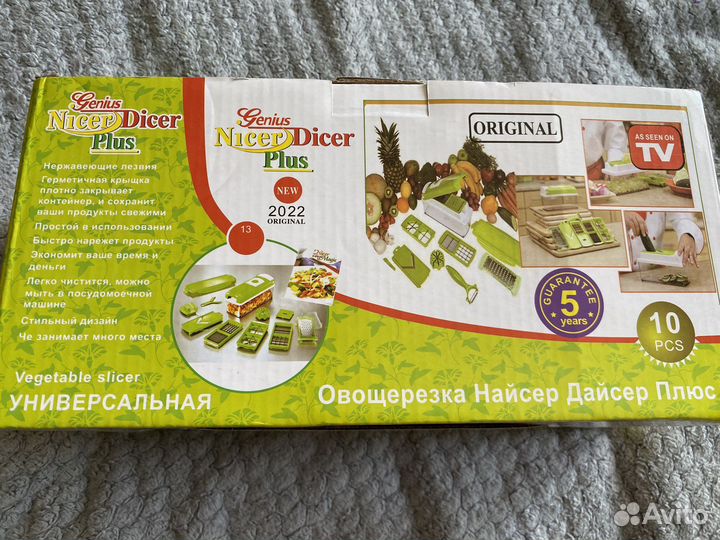 Genius
Nicer Dicer
Plus
Нержавеющие лезвия
Герметичная крышка
плотно закрывает
контейнер, и сохранит
ваши продукты свежими
Простой в использовании
Быстро нарежет продукты
Экономит ваше время и
деньги
Легко чистится, можно
мыть в посудомоечной
машине
Стильный дизайн
Че занимает много места
Vegetable slicer
УНИВЕРСАЛЬНАЯ
Genius
Nicer Dicer
Plus
NEW
2022
ORIGINAL
13
ORIGINAL
AS SEEN ON
TV
GUARANTEE
5
years
10
PCS
Овощерезка Найсер Дайсер Плюс
Avito